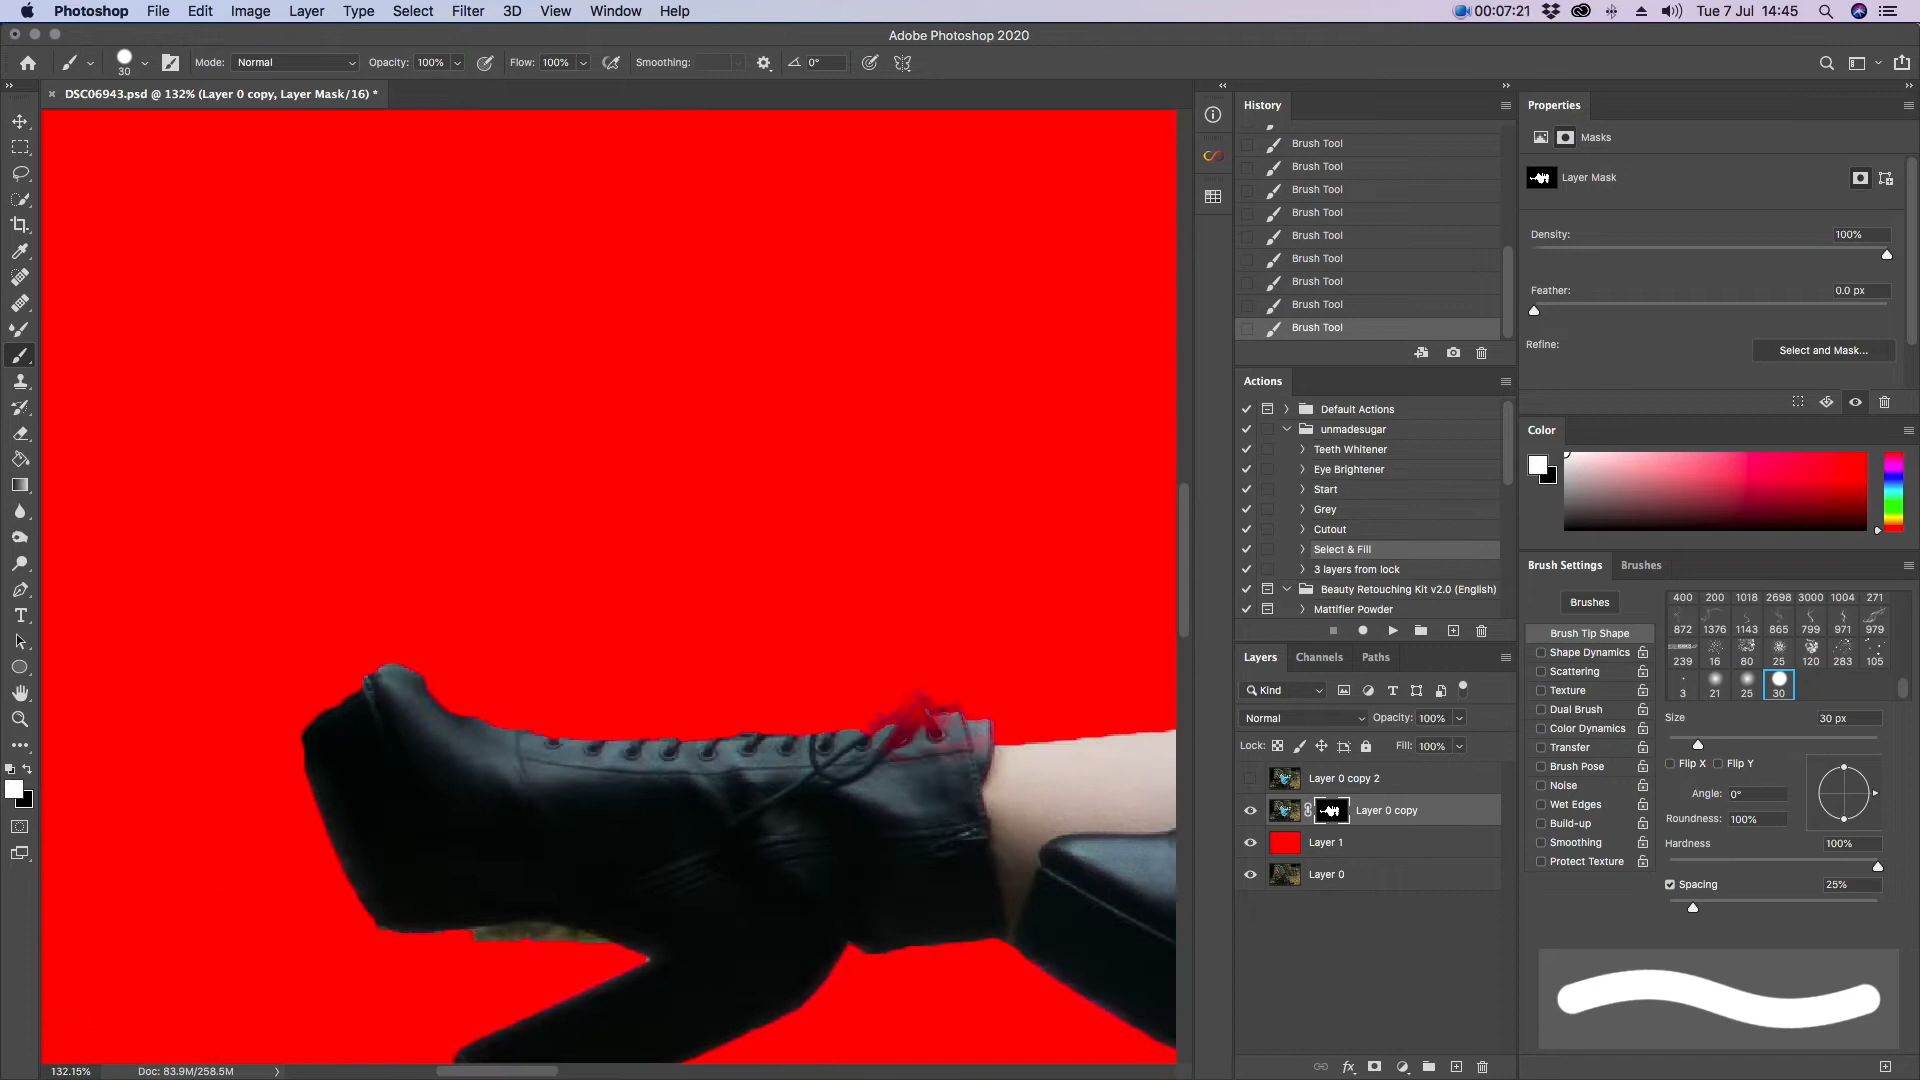 Photoshop File Edit Image Layer Type Select Filter 3D View Window Help 00:07:21 Tue 7 Jul 14:45
Adobe Photoshop 2020
30 Mode: Normal Opacity: 100% Flow: 100% Smoothing: 0°
DSC06943.psd @ 132% (Layer 0 copy, Layer Mask/16) *
History
Brush Tool
Brush Tool
Brush Tool
Brush Tool
Brush Tool
Brush Tool
Brush Tool
Brush Tool
Brush Tool
Actions
Default Actions
unmadesugar
Teeth Whitener
Eye Brightener
Start
Grey
Cutout
Select & Fill
3 layers from lock
Beauty Retouching Kit v2.0 (English)
Mattifier Powder
Layers Channels Paths
Kind
Normal Opacity: 100%
Lock: Fill: 100%
Layer 0 copy 2
Layer 0 copy
Layer 1
Layer 0
Properties
Masks
Layer Mask
Density: 100%
Feather: 0.0 px
Refine: Select and Mask...
Color
Brush Settings Brushes
Brushes
Brush Tip Shape
Shape Dynamics
Scattering
Texture
Dual Brush
Color Dynamics
Transfer
Brush Pose
Noise
Wet Edges
Build-up
Smoothing
Protect Texture
400 200 1018 2698 3000 1004 271
872 1376 1143 865 799 971 979
239 16 80 25 120 283 105
3 21 25 30
Size 30 px
Flip X Flip Y
Angle: 0°
Roundness: 100%
Hardness 100%
Spacing 25%
132.15% Doc: 83.9M/258.5M